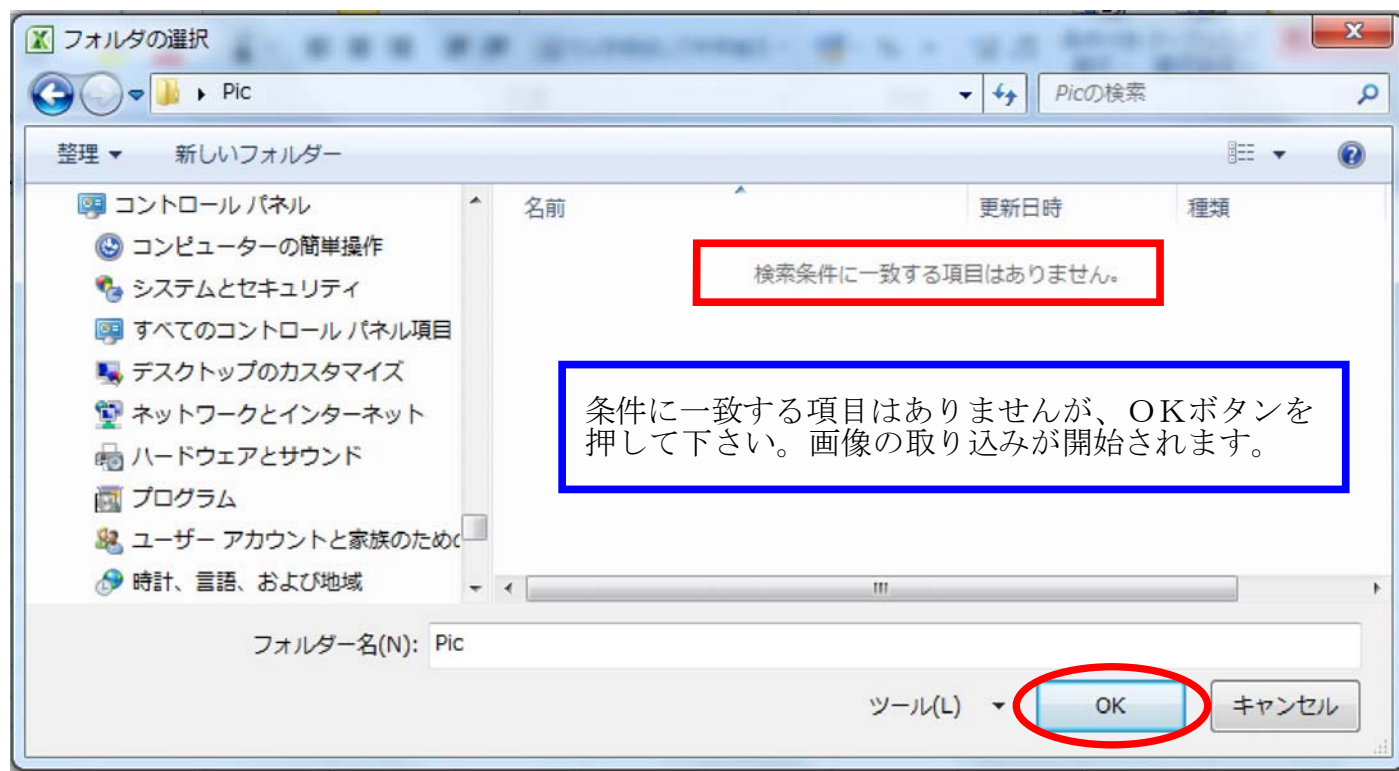 フォルダの選択
Pic
Picの検索
整理
新しいフォルダー
コントロール パネル
コンピューターの簡単操作
システムとセキュリティ
すべてのコントロール パネル項目
デスクトップのカスタマイズ
ネットワークとインターネット
ハードウェアとサウンド
プログラム
ユーザー アカウントと家族のため
時計、言語、および地域
名前
更新日時
種類
検索条件に一致する項目はありません。
条件に一致する項目はありませんが、ＯＫボタンを
押して下さい。画像の取り込みが開始されます。
フォルダー名(N): Pic
ツール(L)
OK
キャンセル